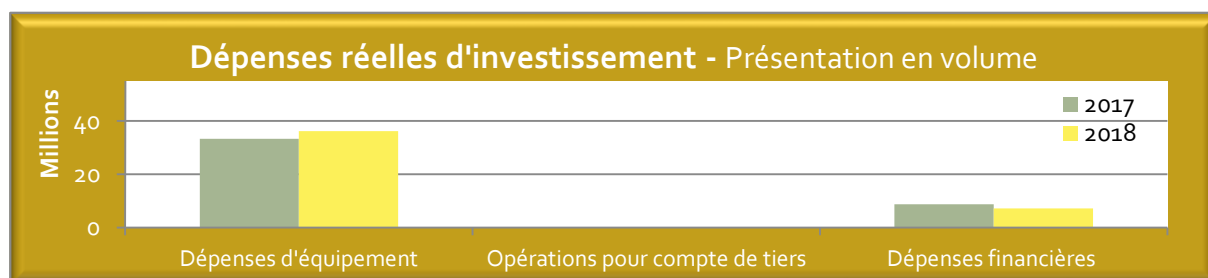 Dépenses réelles d'investissement - Présentation en volume
Millions
40
20
0
2017
2018
Dépenses d'équipement
Opérations pour compte de tiers
Dépenses financières